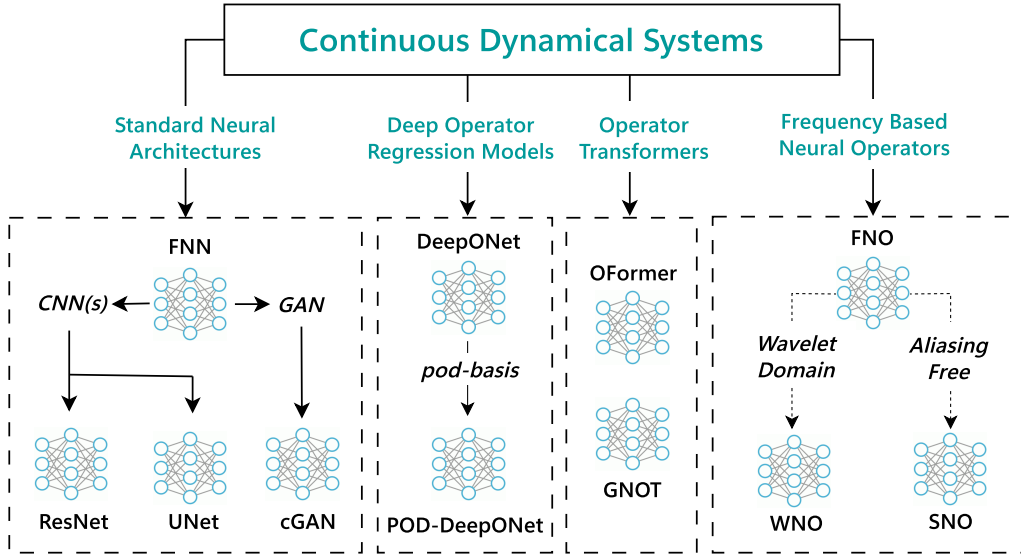 Continuous Dynamical Systems
Standard Neural
Architectures
Deep Operator
Regression Models
Operator
Transformers
Frequency Based
Neural Operators
FNN
CNN(s)
GAN
ResNet
UNet
cGAN
DeepONet
pod-basis
POD-DeepONet
OFormer
GNOT
FNO
Wavelet
Domain
Aliasing
Free
WNO
SNO